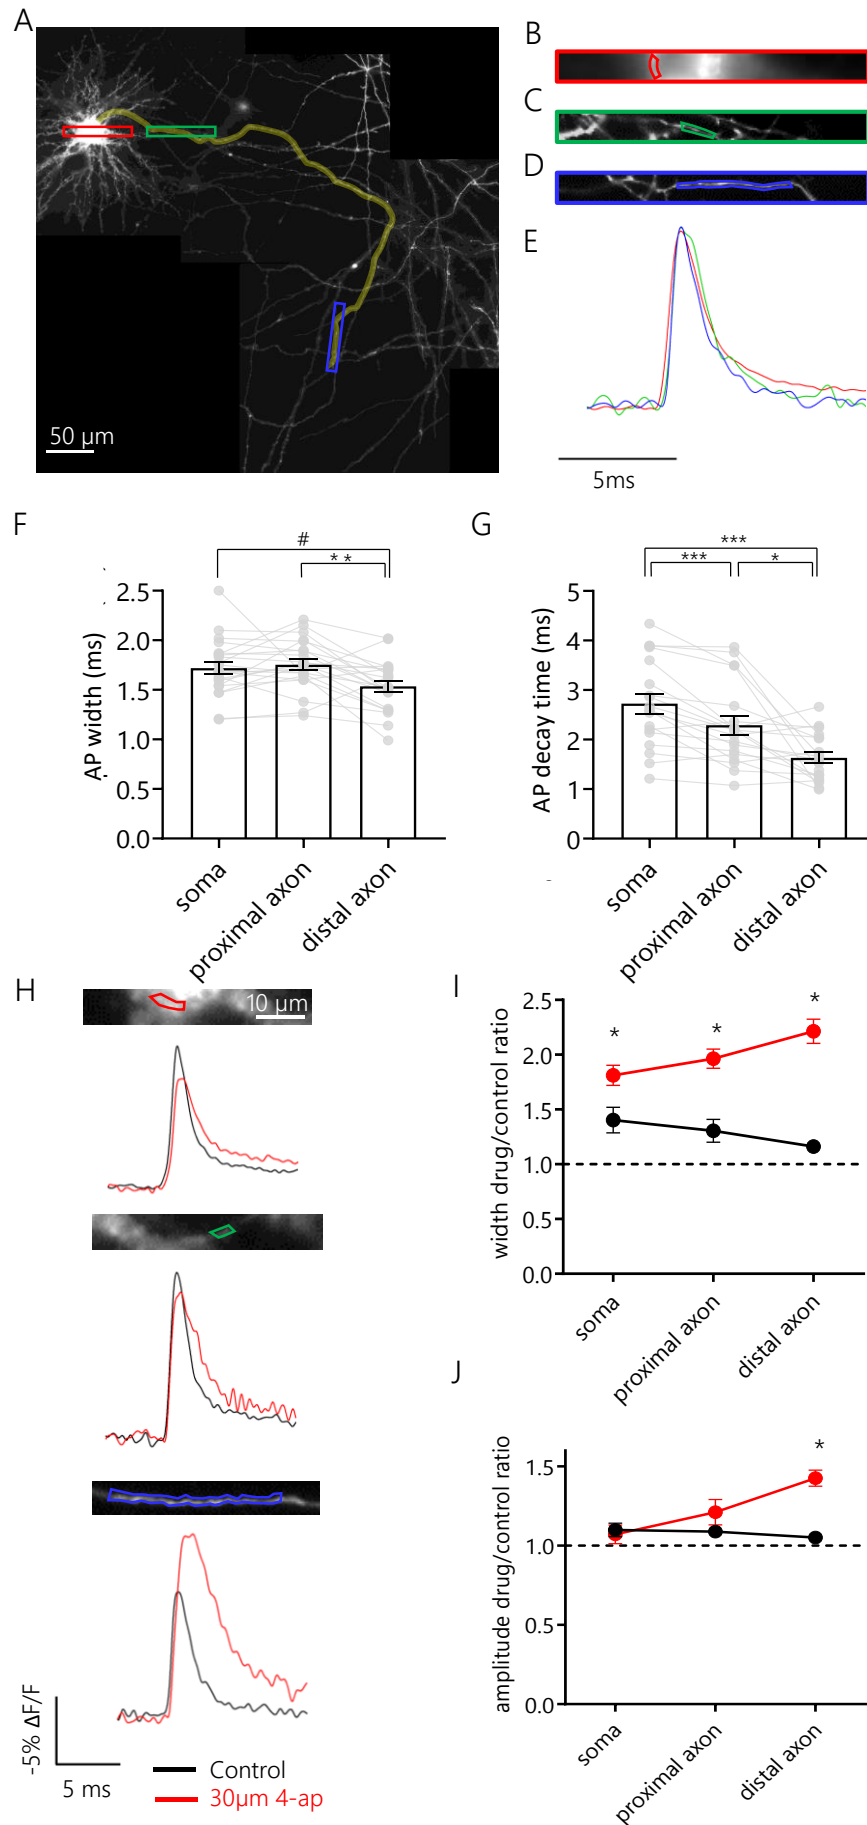 A
50 µm
B
C
D
E
5ms
F
#
* *
AP width (ms)
2.5
2.0
1.5
1.0
0.5
0.0
soma
proximal axon
distal axon
G
***
***
*
AP decay time (ms)
5
4
3
2
1
0
soma
proximal axon
distal axon
H
10 µm
-5% ΔF/F
5 ms
Control
30µm 4-ap
I
width drug/control ratio
2.5
2.0
1.5
1.0
0.5
0.0
*
*
*
soma
proximal axon
distal axon
J
amplitude drug/control ratio
1.5
1.0
0.5
0.0
*
soma
proximal axon
distal axon